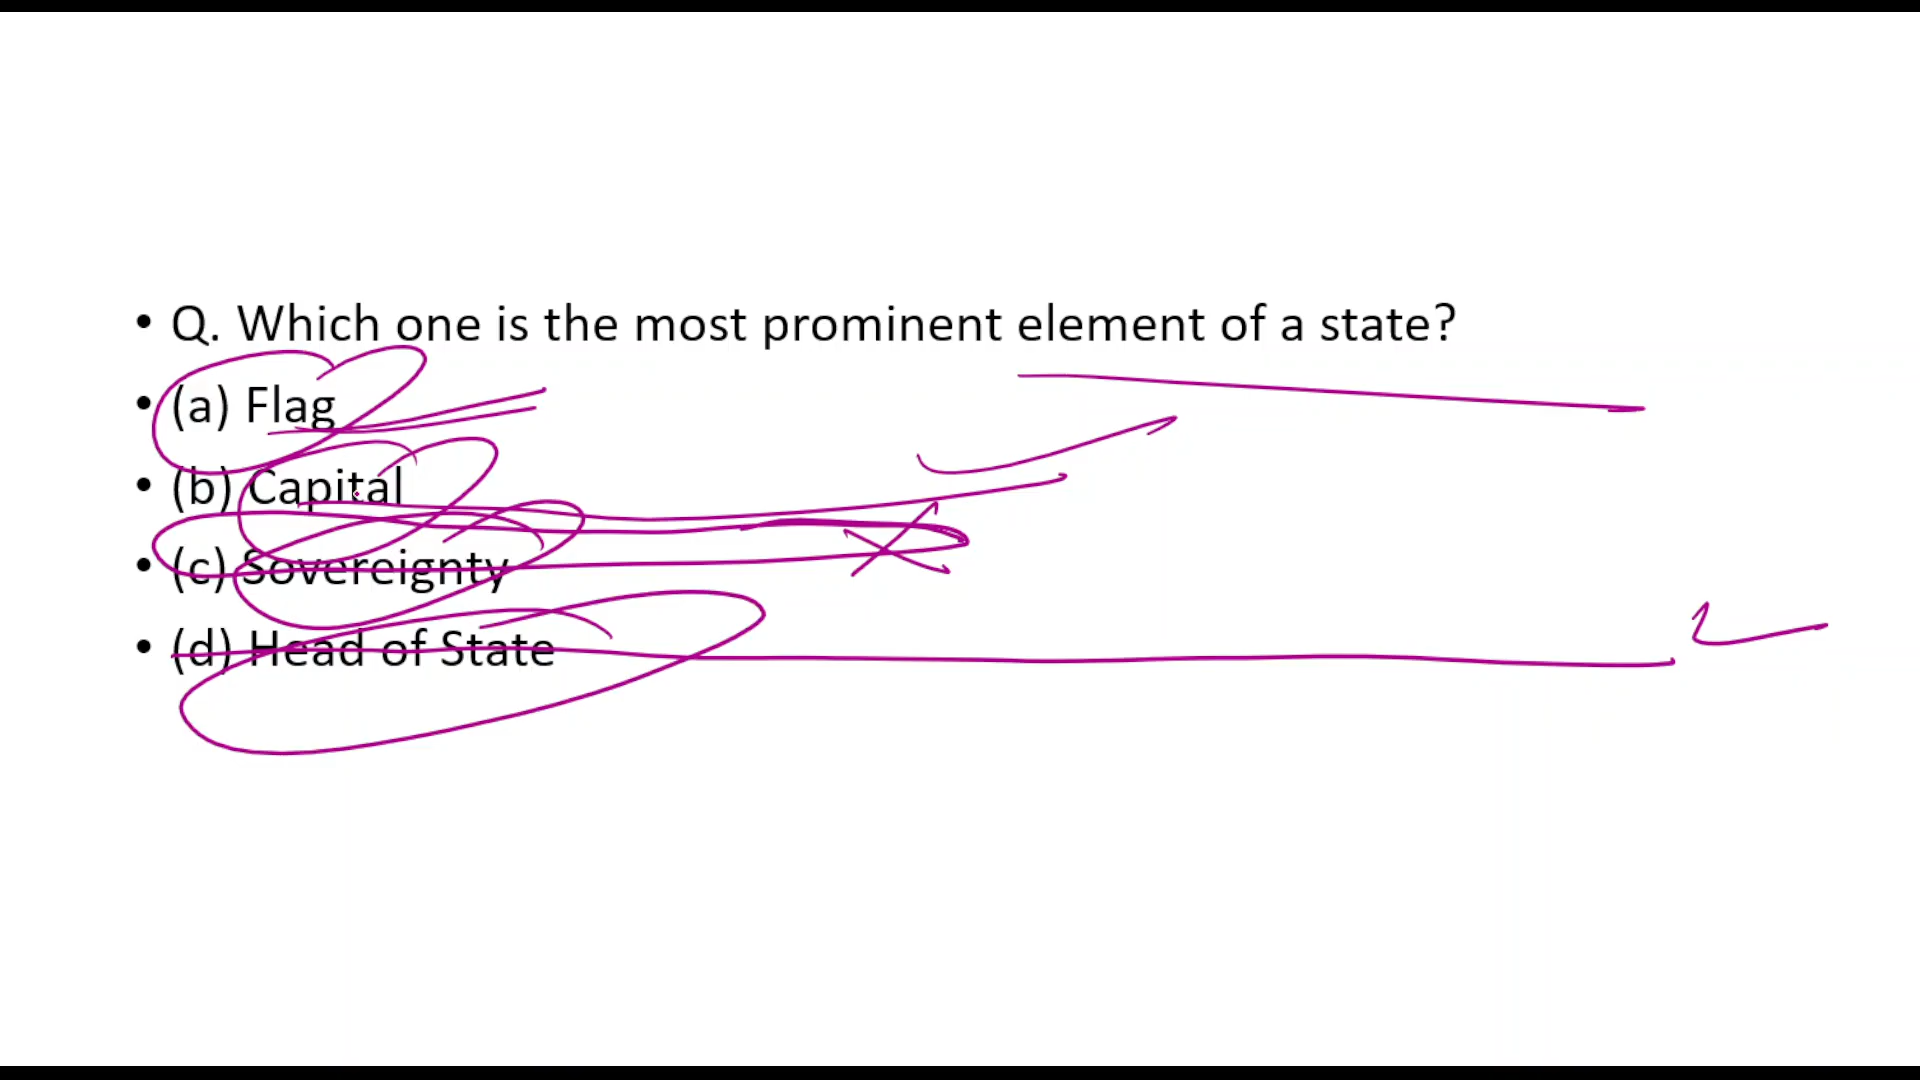 • Q. Which one is the most prominent element of a state?
• (a) Flag
• (b) Capital
• (c) Sovereignty
• (d) Head of State